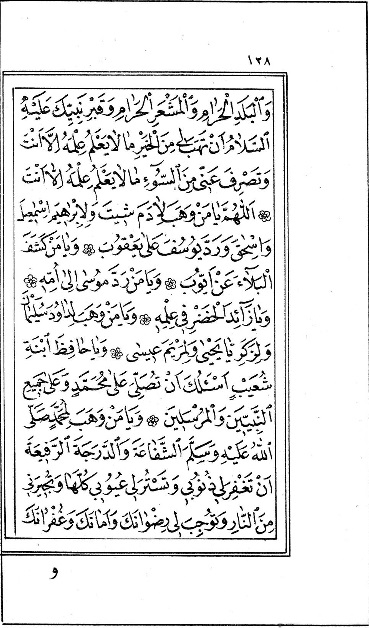 ١٢٨
وَالْبَلَدِ الْحَرَامِ وَالْمَشْعَرِ الْحَرَامِ وَقَبْرِ نَبِيِّكَ عَلَيْهِ
السَّلَامُ اَنْ تَهَبَ لِي مِنَ الْخَيْرِ مَا لَا يَعْلَمُ عِلْمَهُ اِلَّا اَنْتَ
وَتَصْرِفَ عَنِّي مِنَ السُّوءِ مَا لَا يَعْلَمُ عِلْمَهُ اِلَّا اَنْتَ
اَللّٰهُمَّ يَا مَنْ وَهَبَ لِاٰدَمَ شِيثَ وَلِاِبْرٰهِيمَ اِسْمٰعِيلَ
وَاِسْحٰقَ وَرَدَّ يُوسُفَ عَلٰى يَعْقُوبَ وَيَا مَنْ كَشَفَ
الْبَلَاءَ عَنْ اَيُّوبَ وَيَا مَنْ رَدَّ مُوسٰى اِلٰى اُمِّهِ
وَيَا زَائِدَ الْخَضِرِ فِي عِلْمِهِ وَيَا مَنْ وَهَبَ لِدَاوُدَ سُلَيْمٰنَ
وَلِزَكَرِيَّا يَحْيٰى وَلِمَرْيَمَ عِيسٰى وَيَا حَافِظَ ابْنَةِ
شُعَيْبٍ اَسْئَلُكَ اَنْ تُصَلِّيَ عَلٰى مُحَمَّدٍ وَعَلٰى جَمِيعِ
النَّبِيِّينَ وَالْمُرْسَلِينَ وَيَا مَنْ وَهَبَ لِمُحَمَّدٍ صَلَّى
اللّٰهُ عَلَيْهِ وَسَلَّمَ الشَّفَاعَةَ وَالدَّرَجَةَ الرَّفِيعَةَ
اَنْ تَغْفِرَ لِي ذُنُوبِي وَتَسْتُرَ لِي عُيُوبِي كُلَّهَا وَتُجِيرَنِي
مِنَ النَّارِ وَتُوجِبَ لِي رِضْوَانَكَ وَاَمَانَكَ وَغُفْرَانَكَ
و